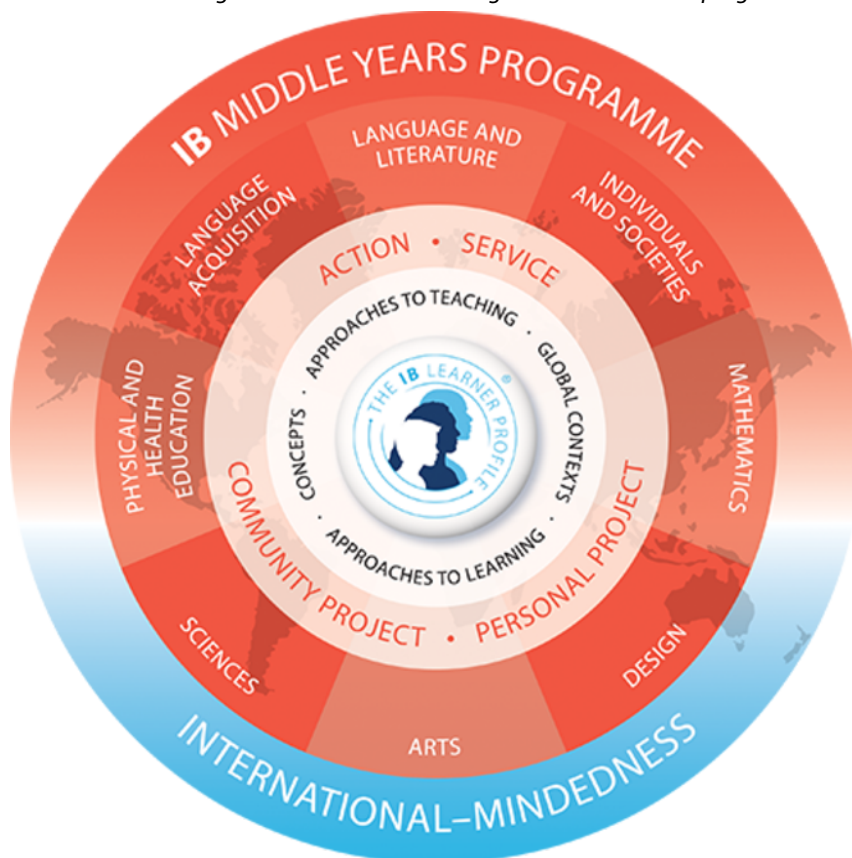 IB MIDDLE YEARS PROGRAMME
LANGUAGE AND
LITERATURE
INDIVIDUALS
AND SOCIETIES
MATHEMATICS
DESIGN
ARTS
SCIENCES
PHYSICAL AND
HEALTH
EDUCATION
LANGUAGE
ACQUISITION
ACTION • SERVICE
PERSONAL PROJECT
•
COMMUNITY PROJECT
APPROACHES TO TEACHING ·
GLOBAL CONTEXTS ·
APPROACHES TO LEARNING ·
CONCEPTS ·
THE IB LEARNER PROFILE ®
INTERNATIONAL–MINDEDNESS